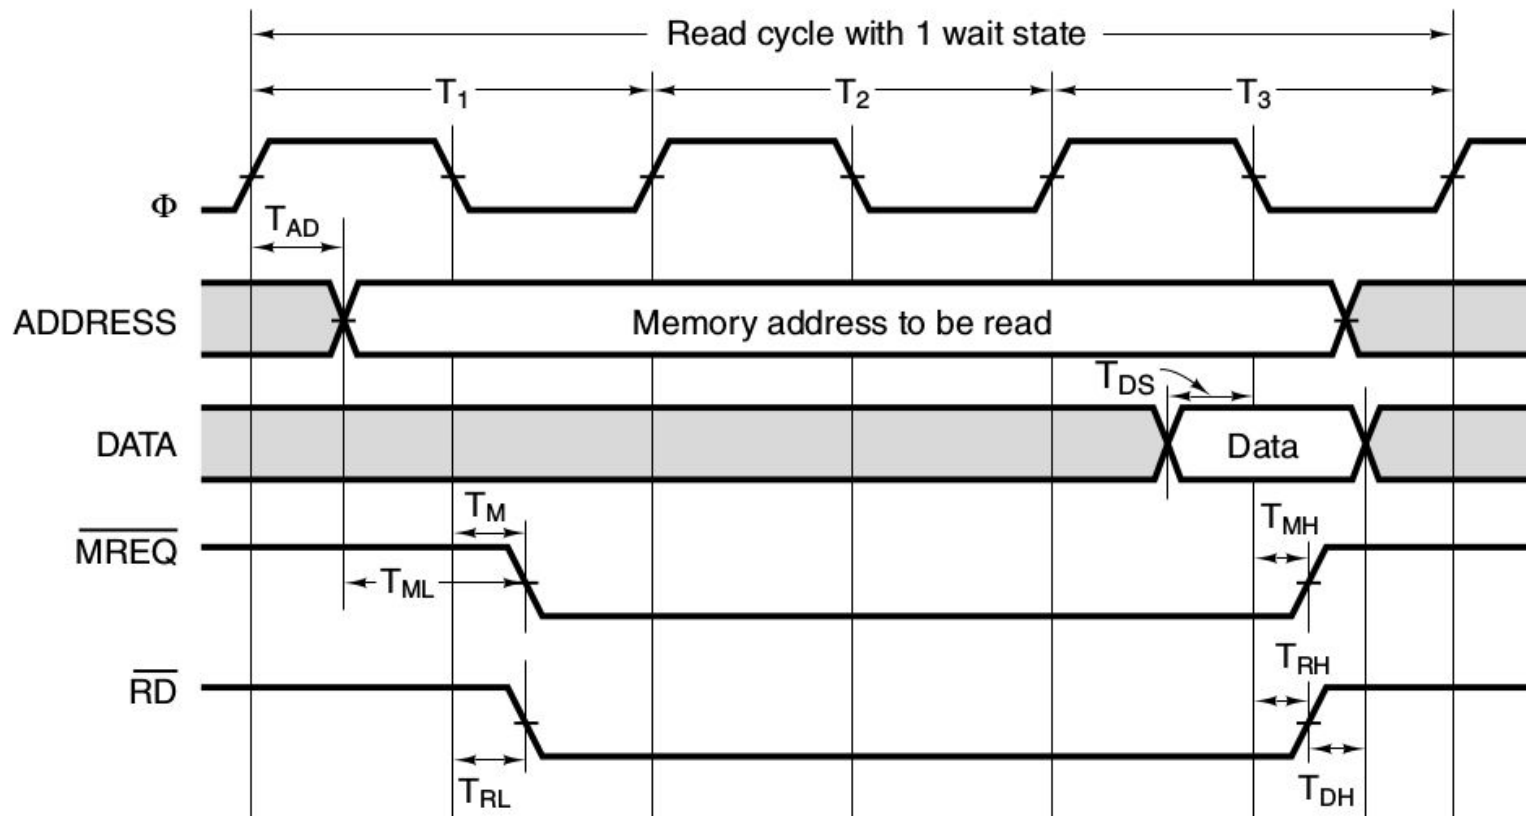 Read cycle with 1 wait state
T1 T2 T3
Φ
TAD
ADDRESS Memory address to be read
TDS
DATA Data
TM TMH
MREQ
TML
TRH
RD
TRL TDH